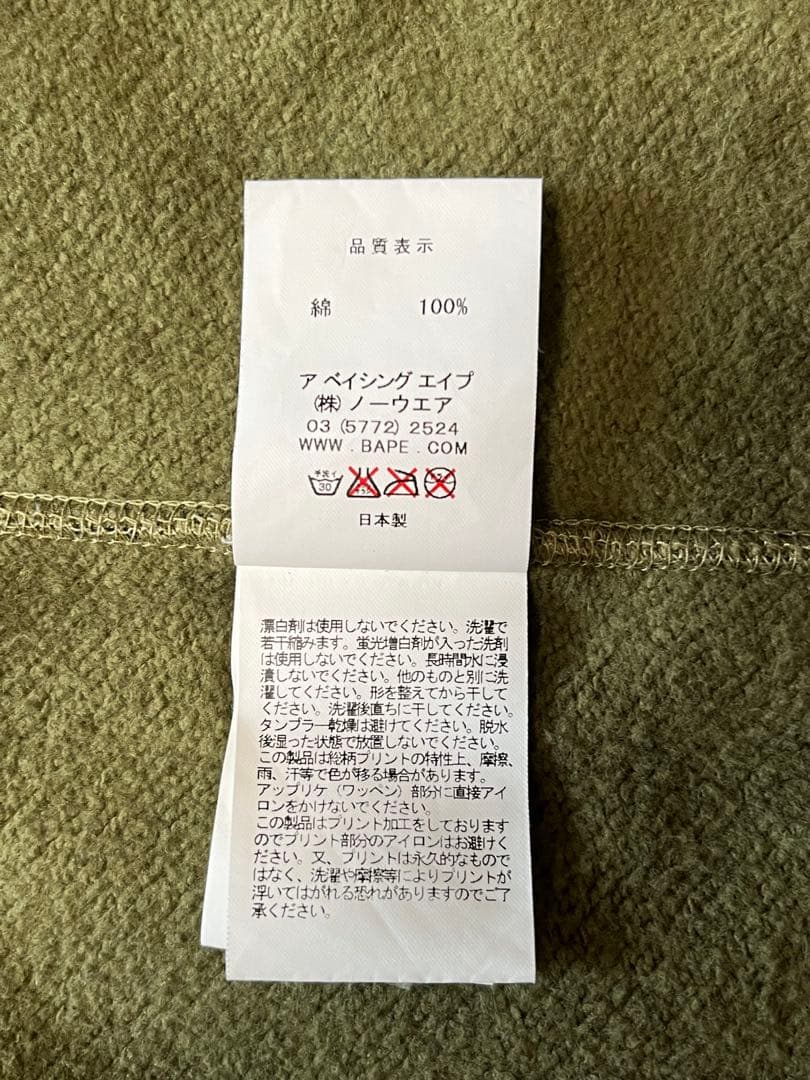 品質表示
綿 100%
ア ベイシング エイプ
(株) ノーウエア
03 (5772) 2524
WWW . BAPE . COM
手洗イ
30
日本製
漂白剤は使用しないでください。洗濯で
若干縮みます。蛍光増白剤が入った洗剤
は使用しないでください。長時間水に浸
漬しないでください。他のものと別に洗
濯してください。形を整えてから干して
ください。洗濯後直ちに干してください。
タンブラー乾燥は避けてください。脱水
後湿った状態で放置しないでください。
この製品は総柄プリントの特性上、摩擦、
雨、汗等で色が移る場合があります。
アップリケ（ワッペン）部分に直接アイ
ロンをかけないでください。
この製品はプリント加工をしております
のでプリント部分のアイロンはお避けく
ださい。又、プリントは永久的なもので
はなく、洗濯や摩擦等によりプリントが
浮いてはがれる恐れがありますのでご了
承ください。